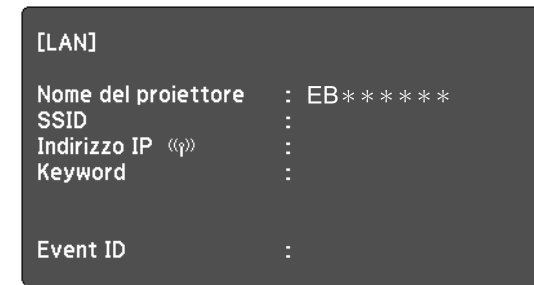 [LAN]
Nome del proiettore : EB******
SSID :
Indirizzo IP :
Keyword :
Event ID :